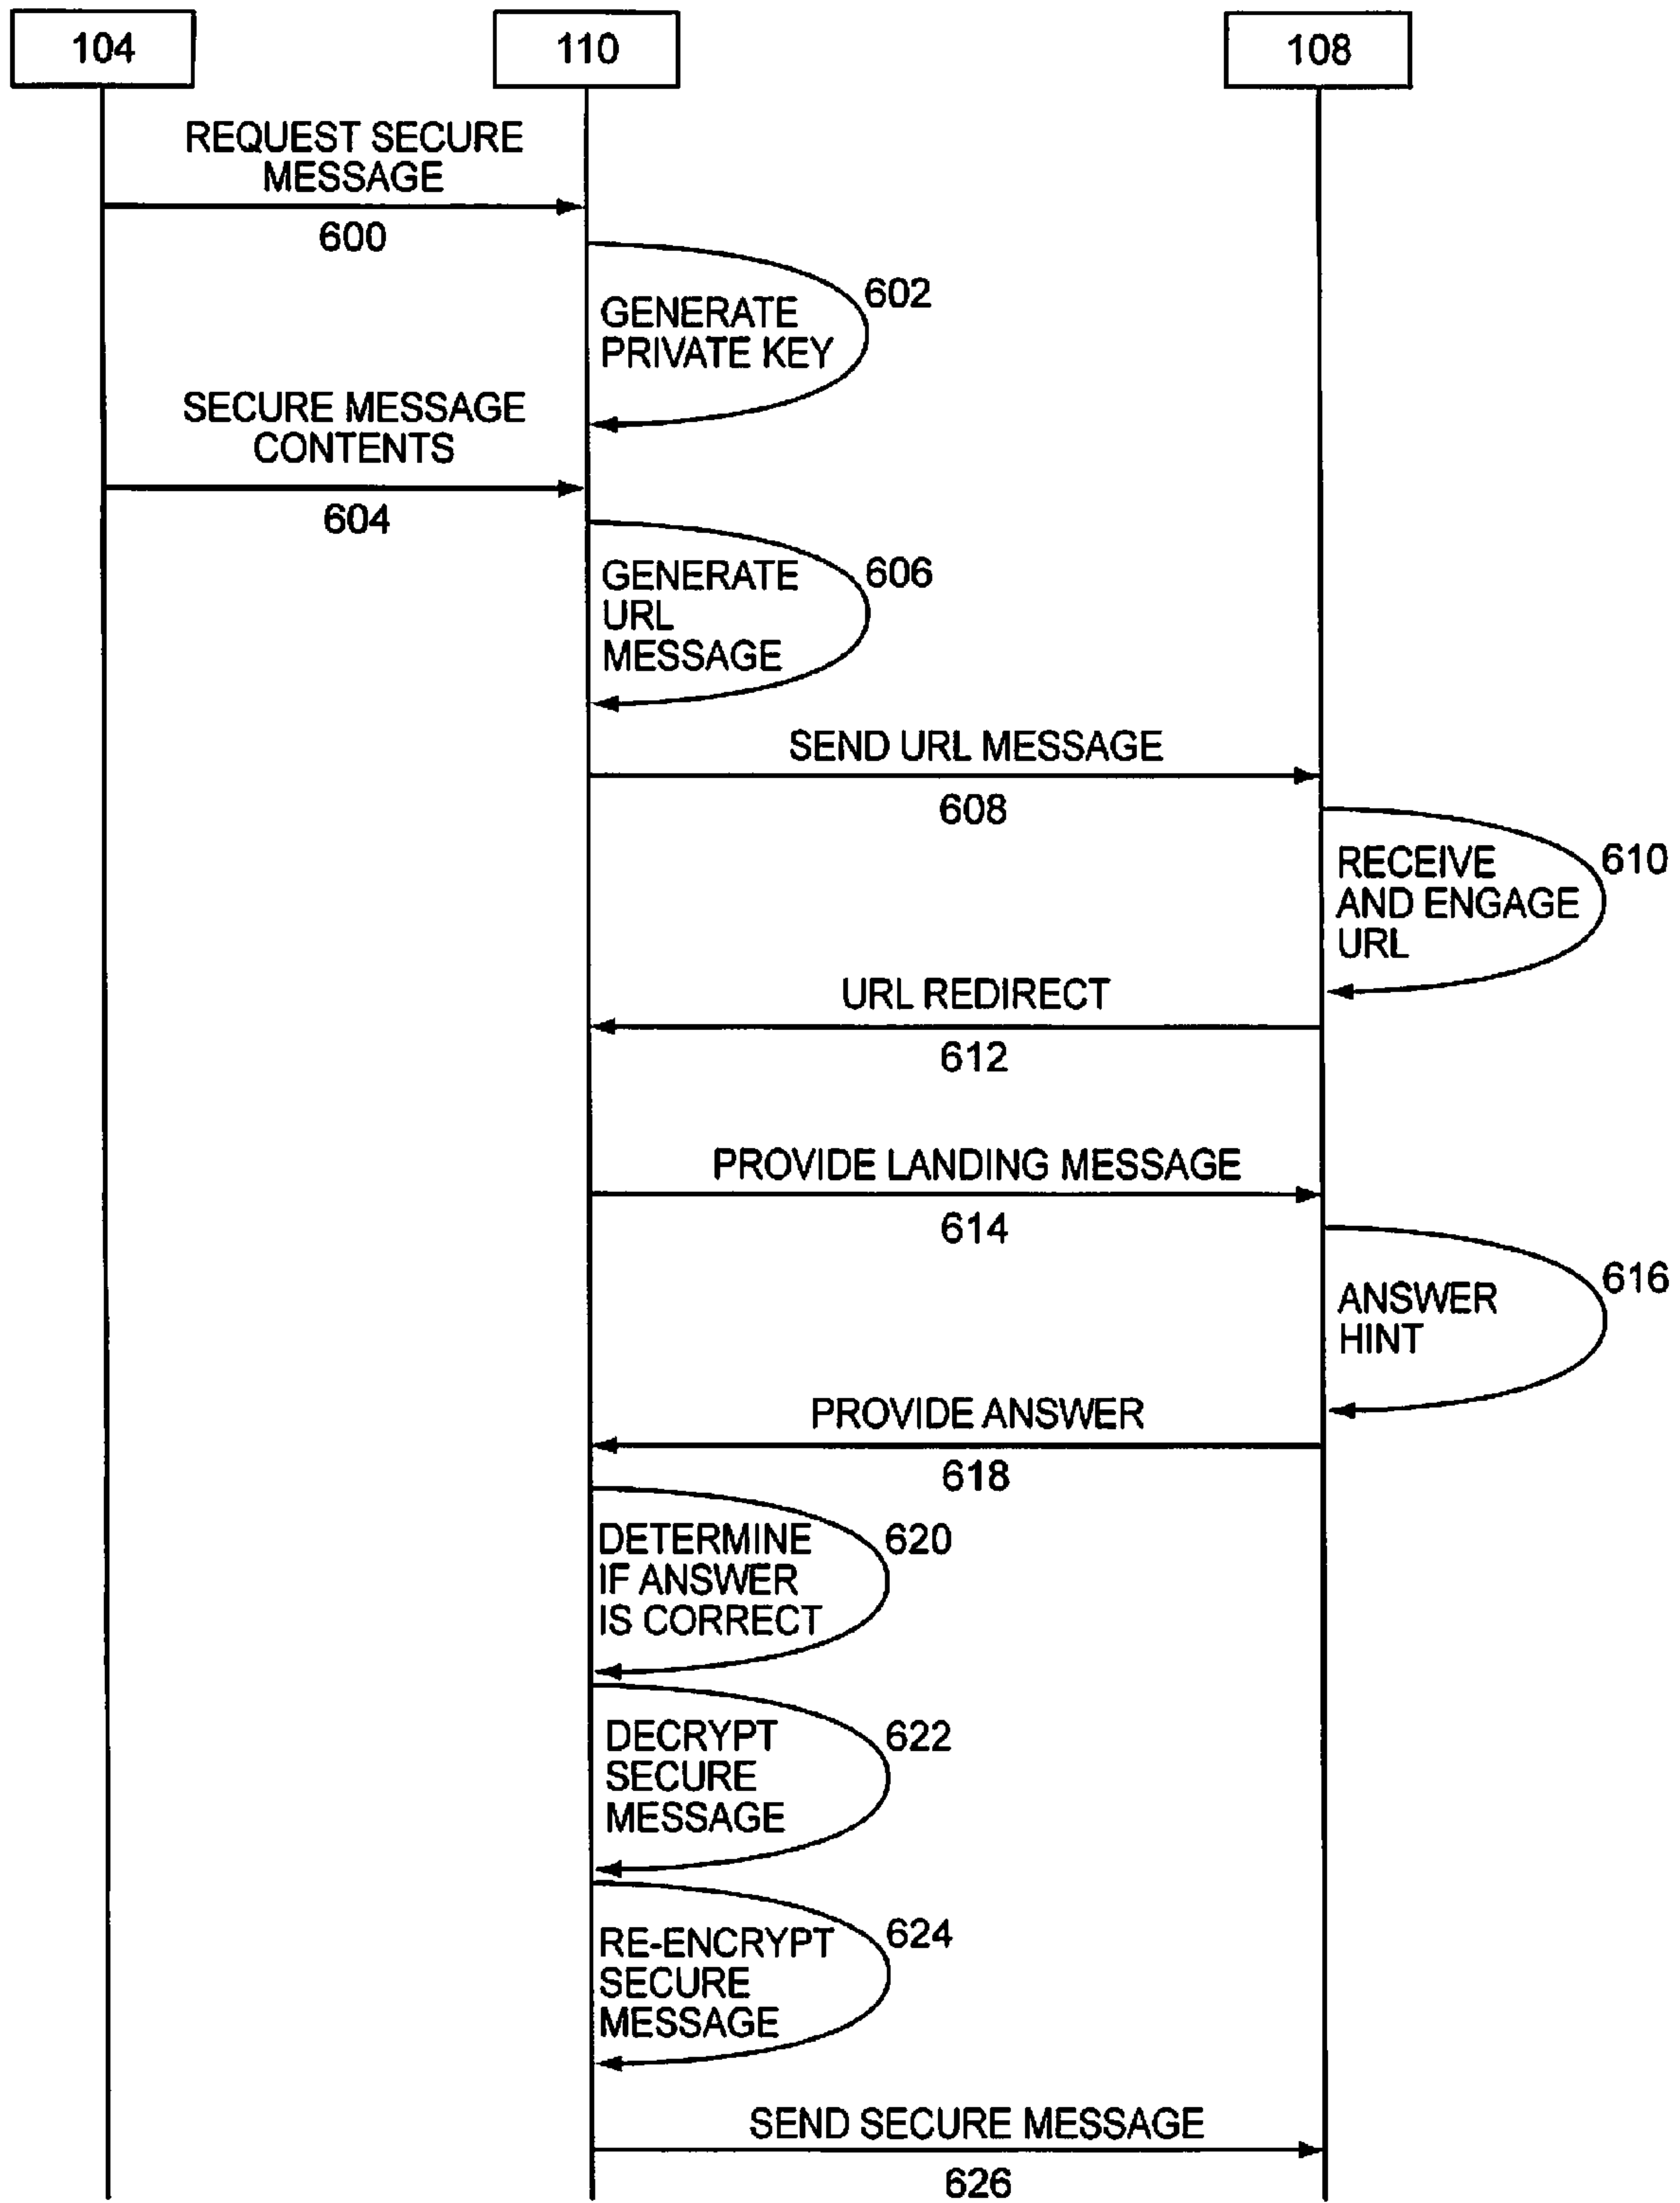 104
110
108
REQUEST SECURE
MESSAGE
600
602
GENERATE
PRIVATE KEY
SECURE MESSAGE
CONTENTS
604
606
GENERATE
URL
MESSAGE
SEND URL MESSAGE
608
610
RECEIVE
AND ENGAGE
URL
URL REDIRECT
612
PROVIDE LANDING MESSAGE
614
616
ANSWER
HINT
PROVIDE ANSWER
618
620
DETERMINE
IF ANSWER
IS CORRECT
622
DECRYPT
SECURE
MESSAGE
624
RE-ENCRYPT
SECURE
MESSAGE
SEND SECURE MESSAGE
626